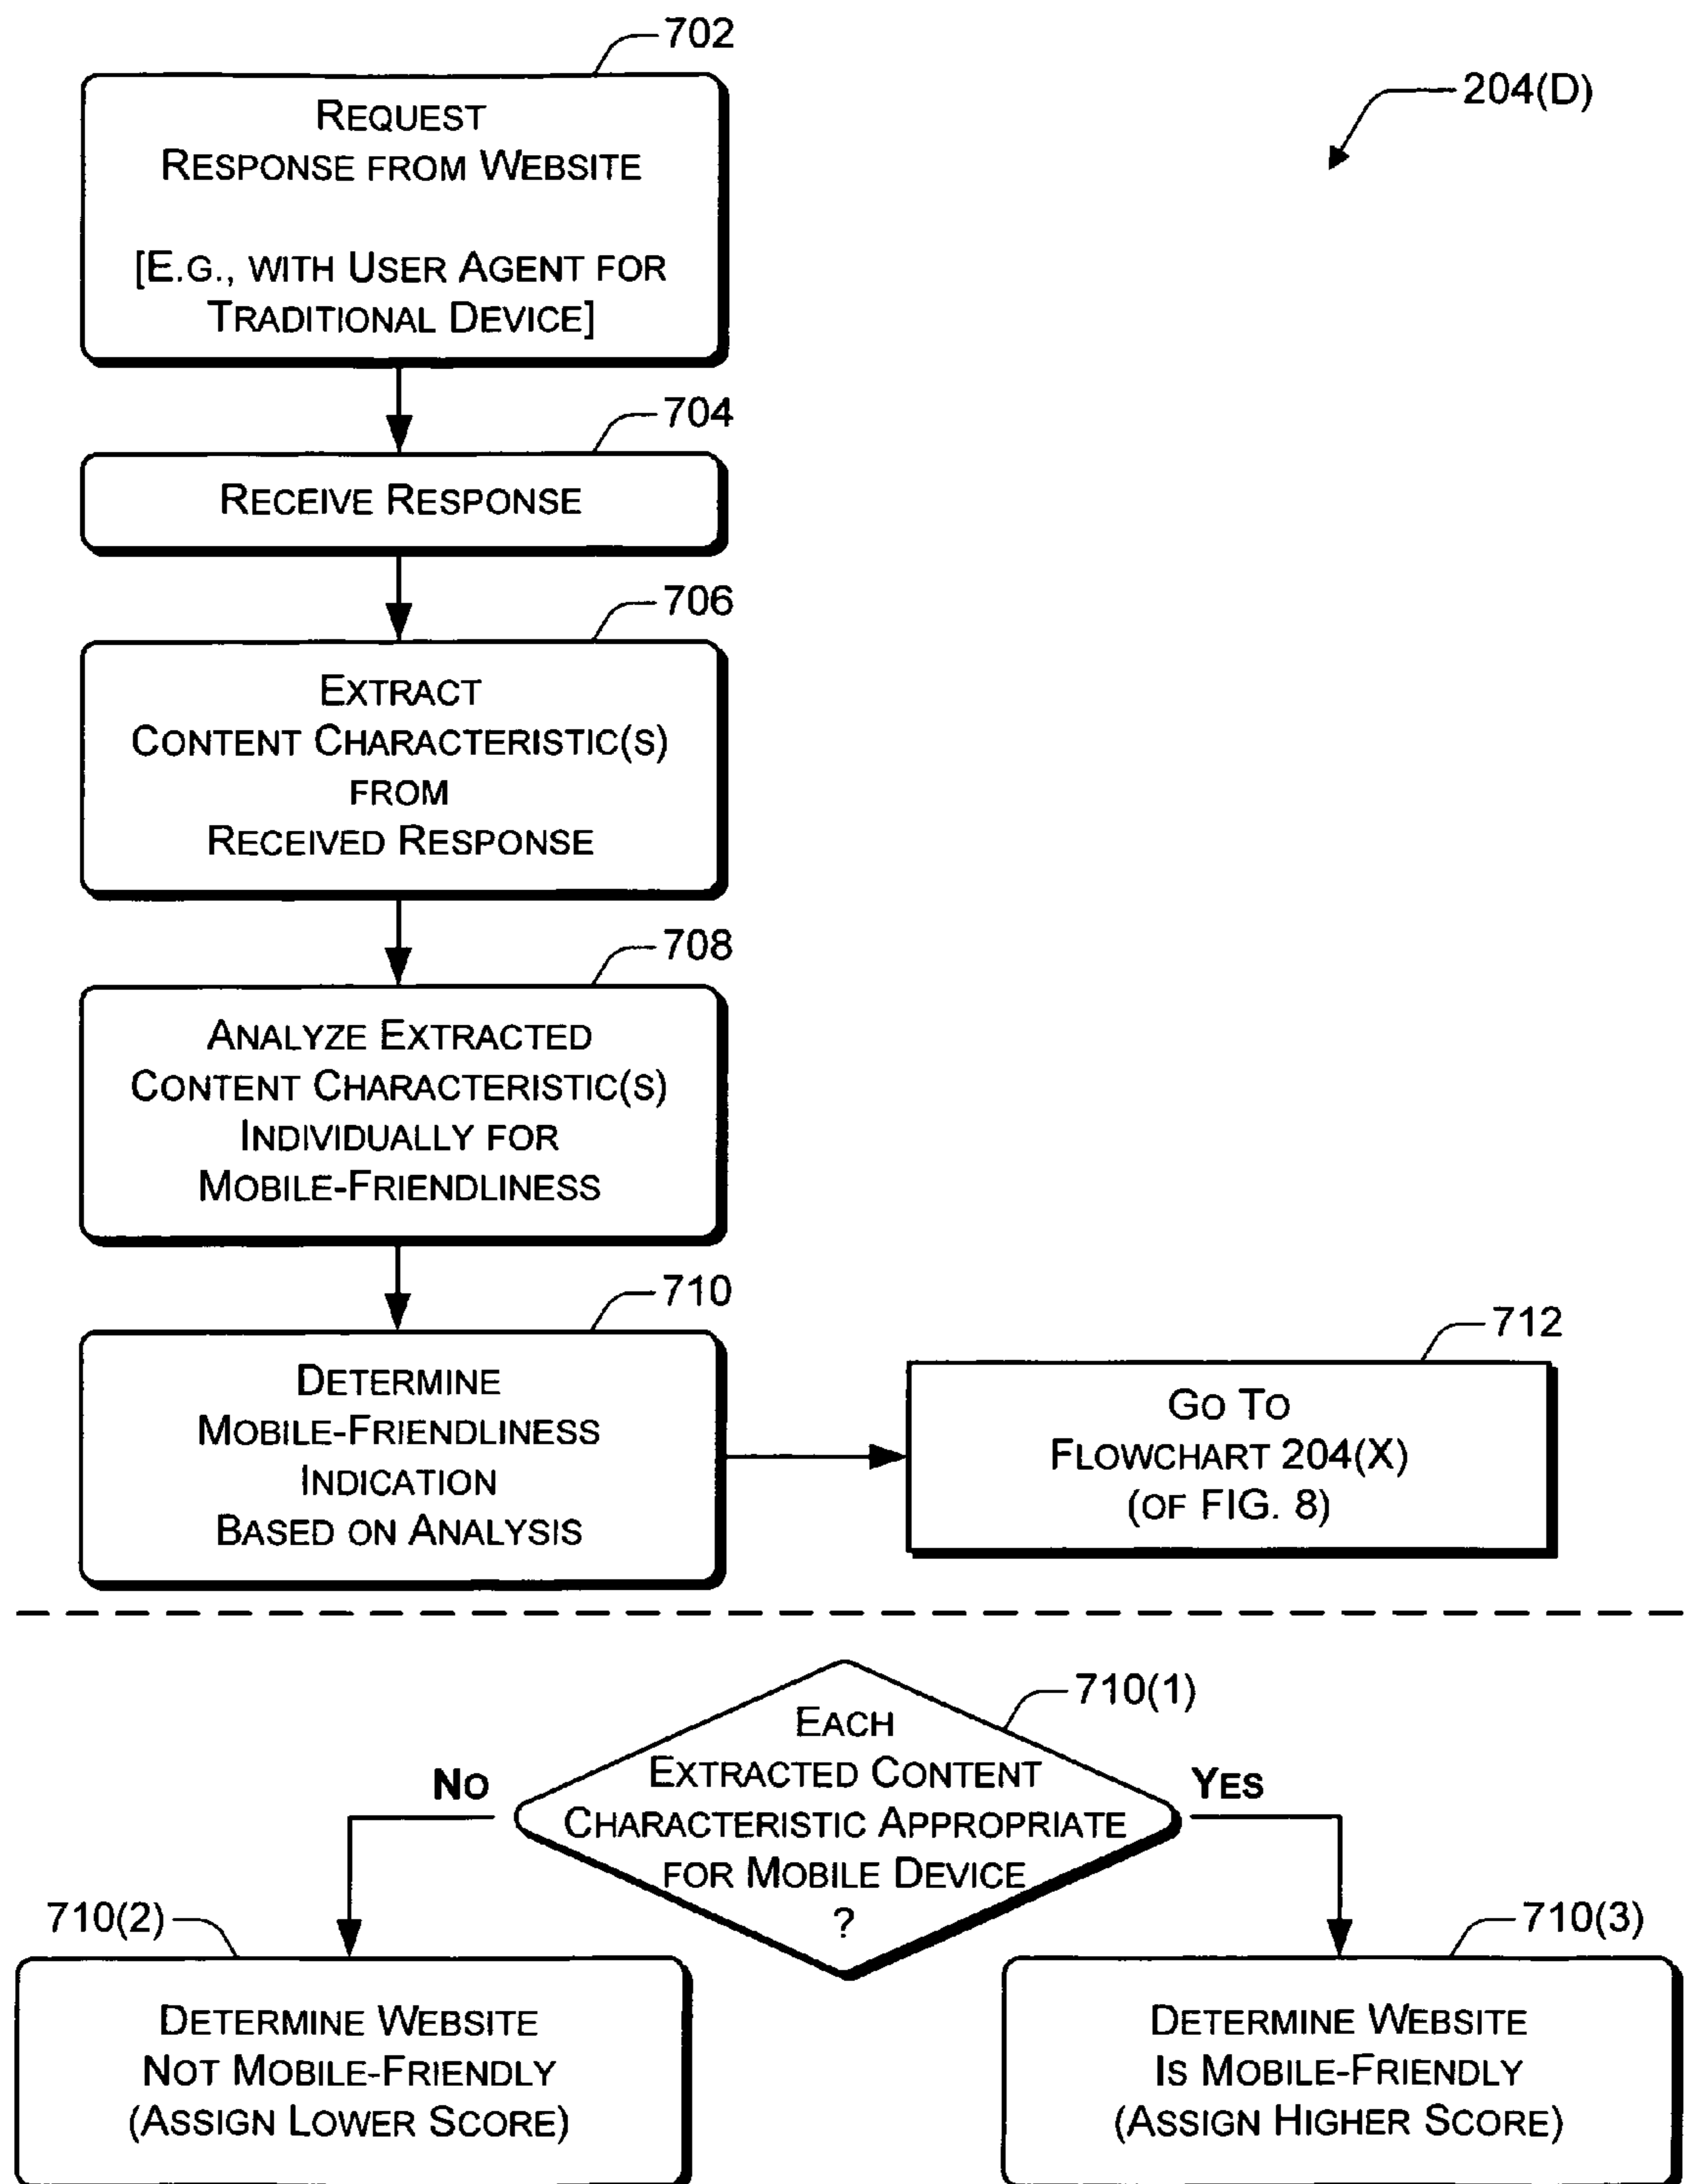 702
204(D)
REQUEST
RESPONSE FROM WEBSITE
[E.G., WITH USER AGENT FOR
TRADITIONAL DEVICE]
704
RECEIVE RESPONSE
706
EXTRACT
CONTENT CHARACTERISTIC(S)
FROM
RECEIVED RESPONSE
708
ANALYZE EXTRACTED
CONTENT CHARACTERISTIC(S)
INDIVIDUALLY FOR
MOBILE-FRIENDLINESS
710
DETERMINE
MOBILE-FRIENDLINESS
INDICATION
BASED ON ANALYSIS
712
GO TO
FLOWCHART 204(X)
(OF FIG. 8)
710(1)
EACH
EXTRACTED CONTENT
CHARACTERISTIC APPROPRIATE
FOR MOBILE DEVICE
?
NO
YES
710(2)
DETERMINE WEBSITE
NOT MOBILE-FRIENDLY
(ASSIGN LOWER SCORE)
710(3)
DETERMINE WEBSITE
IS MOBILE-FRIENDLY
(ASSIGN HIGHER SCORE)